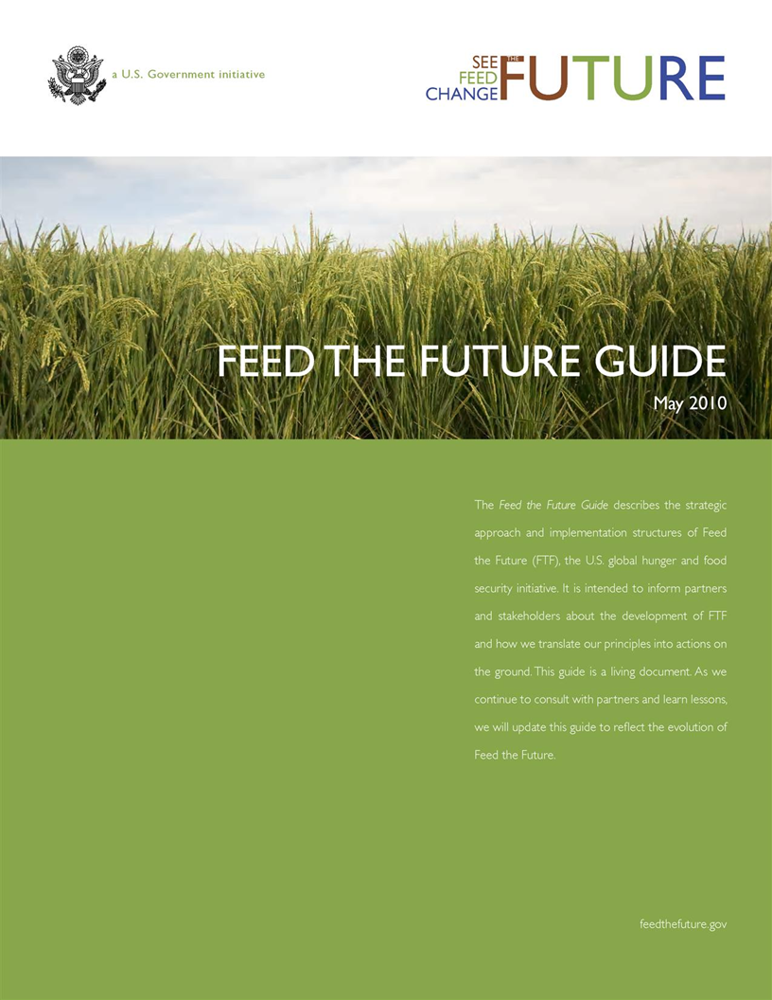 a U.S. Government initiative
SEE
FEED
CHANGE
THE
FUTURE
FEED THE FUTURE GUIDE
May 2010
The Feed the Future Guide describes the strategic
approach and implementation structures of Feed
the Future (FTF), the U.S. global hunger and food
security initiative. It is intended to inform partners
and stakeholders about the development of FTF
and how we translate our principles into actions on
the ground. This guide is a living document. As we
continue to consult with partners and learn lessons,
we will update this guide to reflect the evolution of
Feed the Future.
feedthefuture.gov